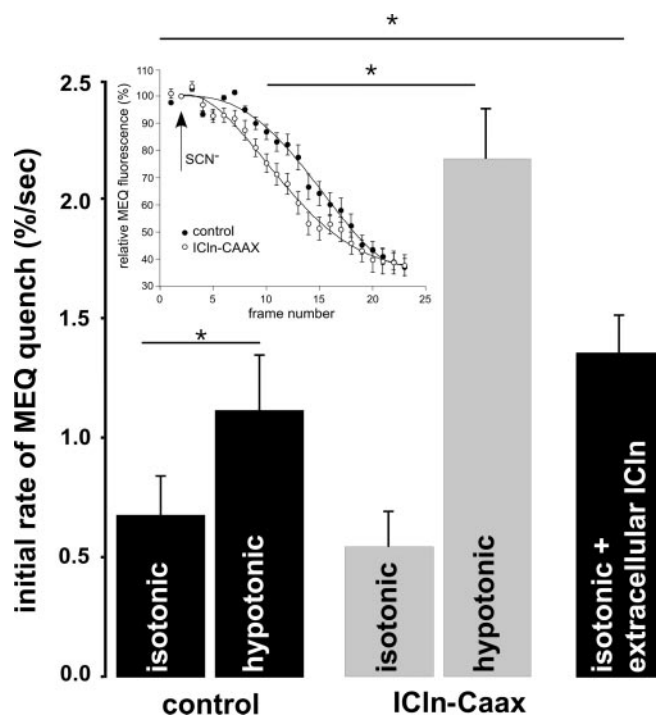 *
2.5
2.0
1.5
1.0
0.5
0.0
initial rate of MEQ quench (%/sec)
*
110
100
90
80
70
60
50
40
30
relative MEQ fluorescence (%)
SCN⁻
control
ICln-CAAX
0 5 10 15 20 25
frame number
*
isotonic
hypotonic
isotonic
hypotonic
isotonic +
extracellular ICln
control ICln-Caax